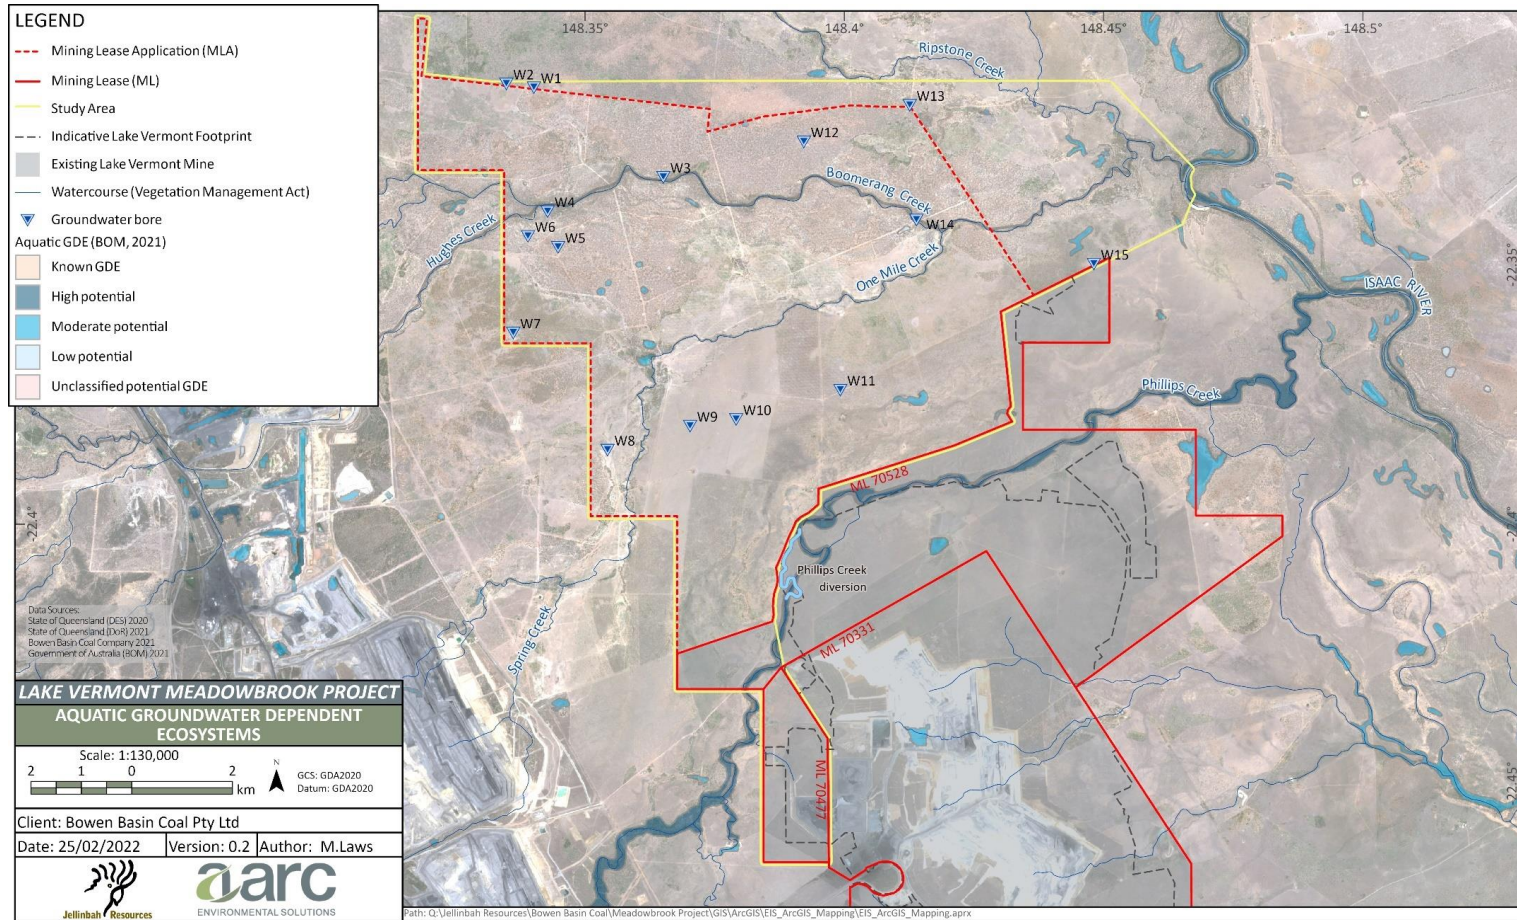 LEGEND
Mining Lease Application (MLA)
Mining Lease (ML)
Study Area
Indicative Lake Vermont Footprint
Existing Lake Vermont Mine
Watercourse (Vegetation Management Act)
Groundwater bore
Aquatic GDE (BOM, 2021)
Known GDE
High potential
Moderate potential
Low potential
Unclassified potential GDE
148.35
148.4
148.45
148.5
Ripstone Creek
W2
W1
W13
W12
W3
Boomerang Creek
W4
W14
W6
W5
Hughes Creek
One Mile Creek
W15
-22.35
ISAAC RIVER
W7
W11
Phillips Creek
W9
W10
W8
ML 70528
-22.4
-22.4
Phillips Creek
diversion
ML 70331
Spring Creek
ML 70477
-22.45
Data Sources:
State of Queensland (DES) 2020
State of Queensland (DoR) 2021
Bowen Basin Coal Company 2021
Government of Australia (BOM) 2021
LAKE VERMONT MEADOWBROOK PROJECT
AQUATIC GROUNDWATER DEPENDENT
ECOSYSTEMS
Scale: 1:130,000
2 1 0 2
km
N
GCS: GDA2020
Datum: GDA2020
Client: Bowen Basin Coal Pty Ltd
Date: 25/02/2022 Version: 0.2 Author: M.Laws
Jellinbah Resources
aarc
ENVIRONMENTAL SOLUTIONS
Path: Q:\Jellinbah Resources\Bowen Basin Coal\Meadowbrook Project\GIS\ArcGIS\EIS_ArcGIS_Mapping\EIS_ArcGIS_Mapping.aprx